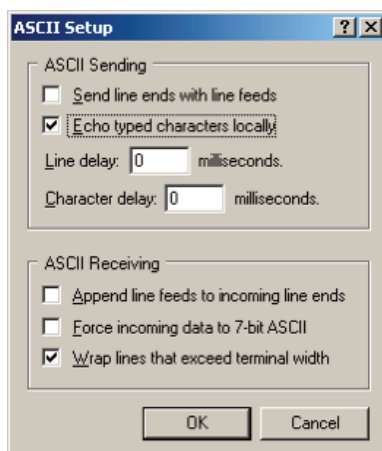 ASCII Setup
ASCII Sending
Send line ends with line feeds
Echo typed characters locally
Line delay: 0 milliseconds.
Character delay: 0 milliseconds.
ASCII Receiving
Append line feeds to incoming line ends
Force incoming data to 7-bit ASCII
Wrap lines that exceed terminal width
OK Cancel